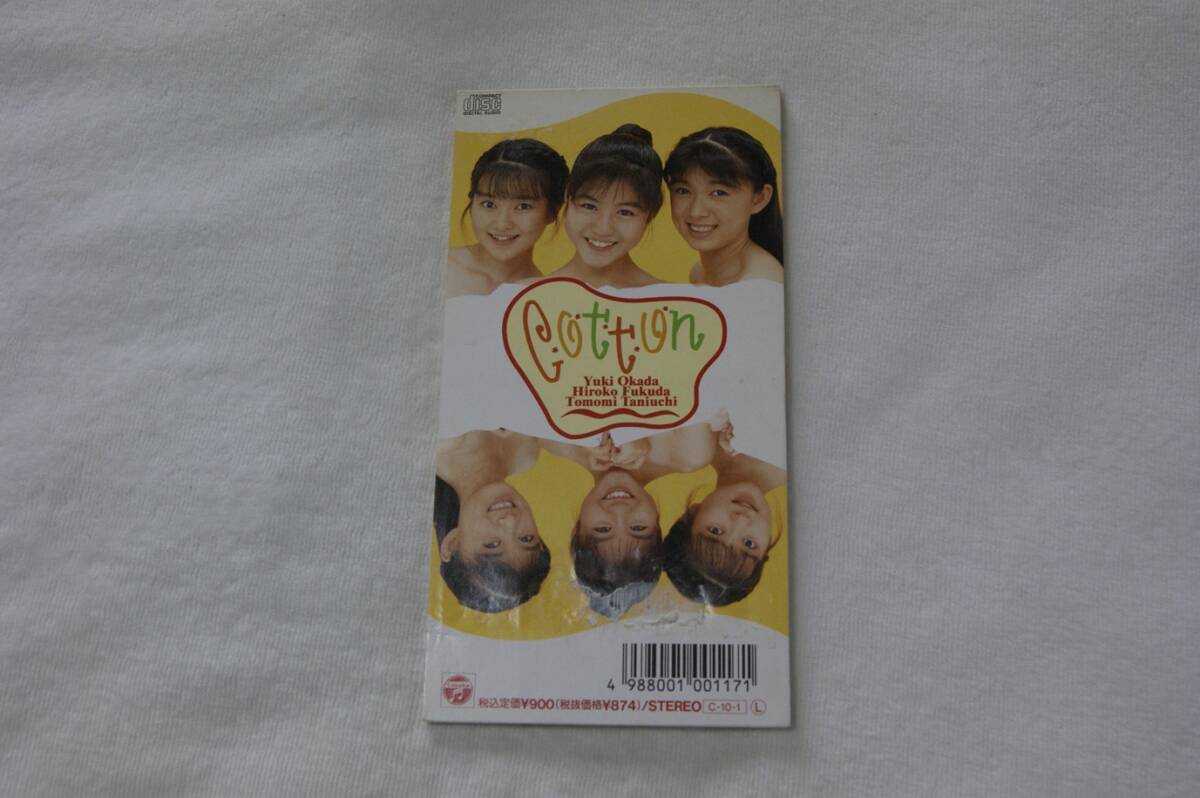 COMPACT
disc
DIGITAL AUDIO
Cotton
Yuki Okada
Hiroko Fukuda
Tomomi Taniuchi
4 988001 001171
税込定価¥900(税抜価格¥874)/STEREO C-10-1 L